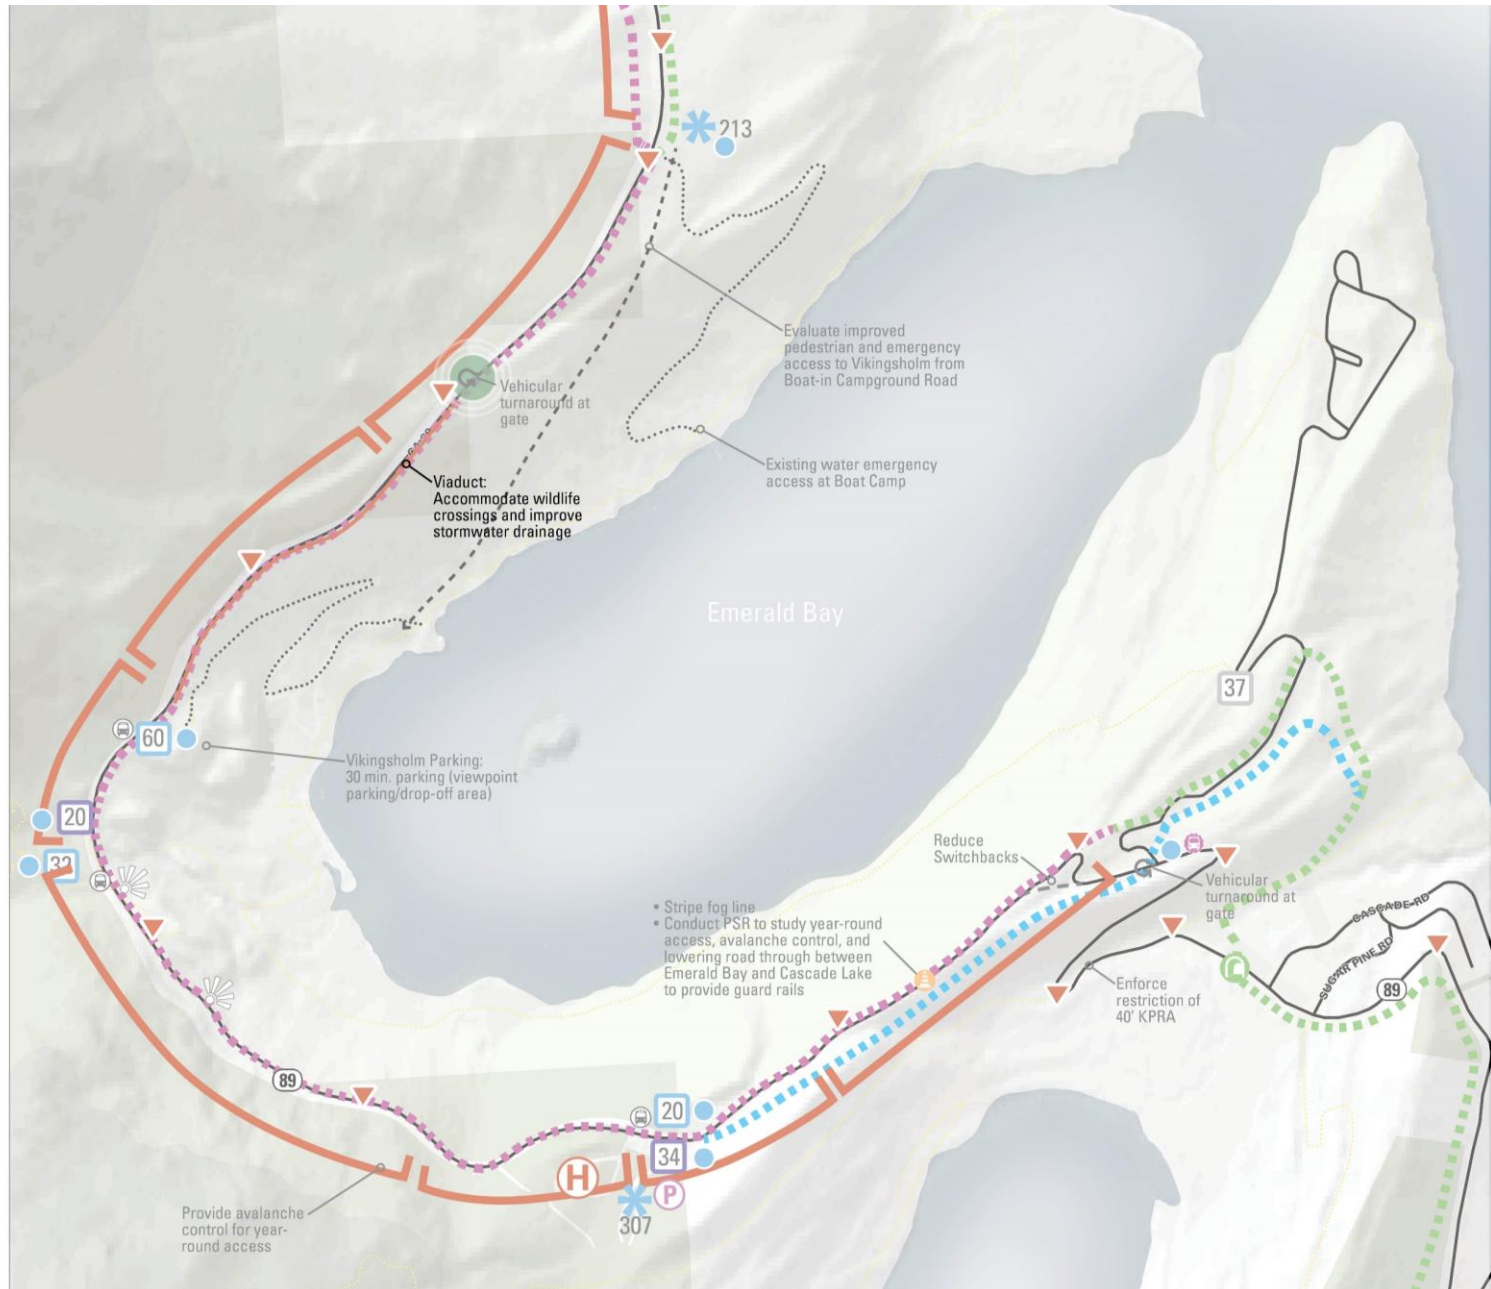 213
Evaluate improved
pedestrian and emergency
access to Vikingsholm from
Boat-in Campground Road
Vehicular
turnaround at
gate
Existing water emergency
access at Boat Camp
Viaduct:
Accommodate wildlife
crossings and improve
stormwater drainage
Emerald Bay
37
60
Vikingsholm Parking:
30 min. parking (viewpoint
parking/drop-off area)
20
32
Reduce
Switchbacks
Vehicular
turnaround at
gate
• Stripe fog line
• Conduct PSR to study year-round
access, avalanche control, and
lowering road through between
Emerald Bay and Cascade Lake
to provide guard rails
CASCADE RD
SUGAR PINE RD
89
Enforce
restriction of
40' KPRA
89
20
34
H
P
307
Provide avalanche
control for year-
round access